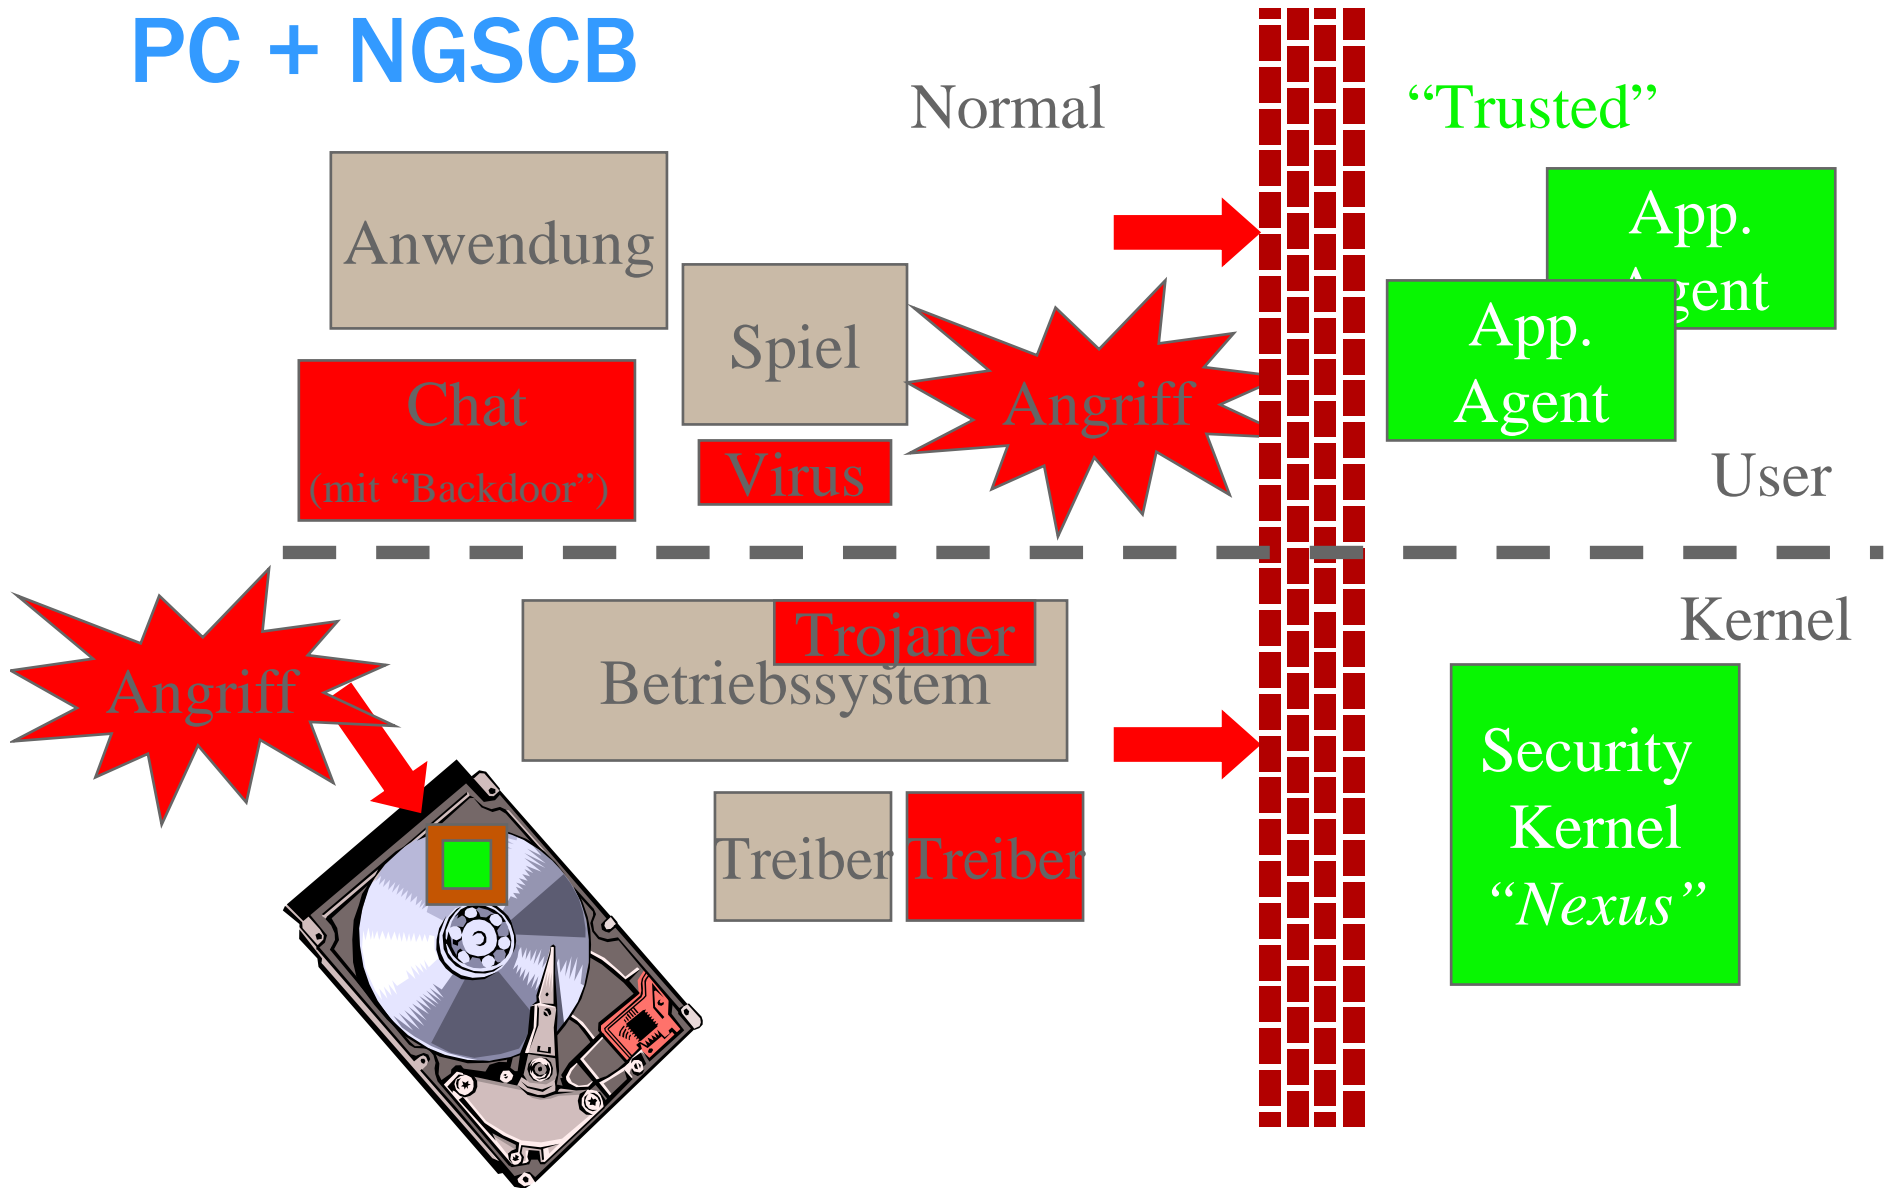 PC + NGSCB
Normal
“Trusted”
Anwendung
Spiel
Chat
(mit “Backdoor”)
Virus
Angriff
App.
Agent
App.
Agent
User
Kernel
Angriff
Trojaner
Betriebssystem
Treiber
Treiber
Security
Kernel
“Nexus”